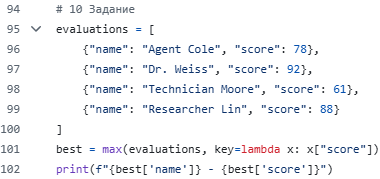 94 # 10 Задание
95 evaluations = [
96     {"name": "Agent Cole", "score": 78},
97     {"name": "Dr. Weiss", "score": 92},
98     {"name": "Technician Moore", "score": 61},
99     {"name": "Researcher Lin", "score": 88}
100 ]
101 best = max(evaluations, key=lambda x: x["score"])
102 print(f"{best['name']} - {best['score']}")